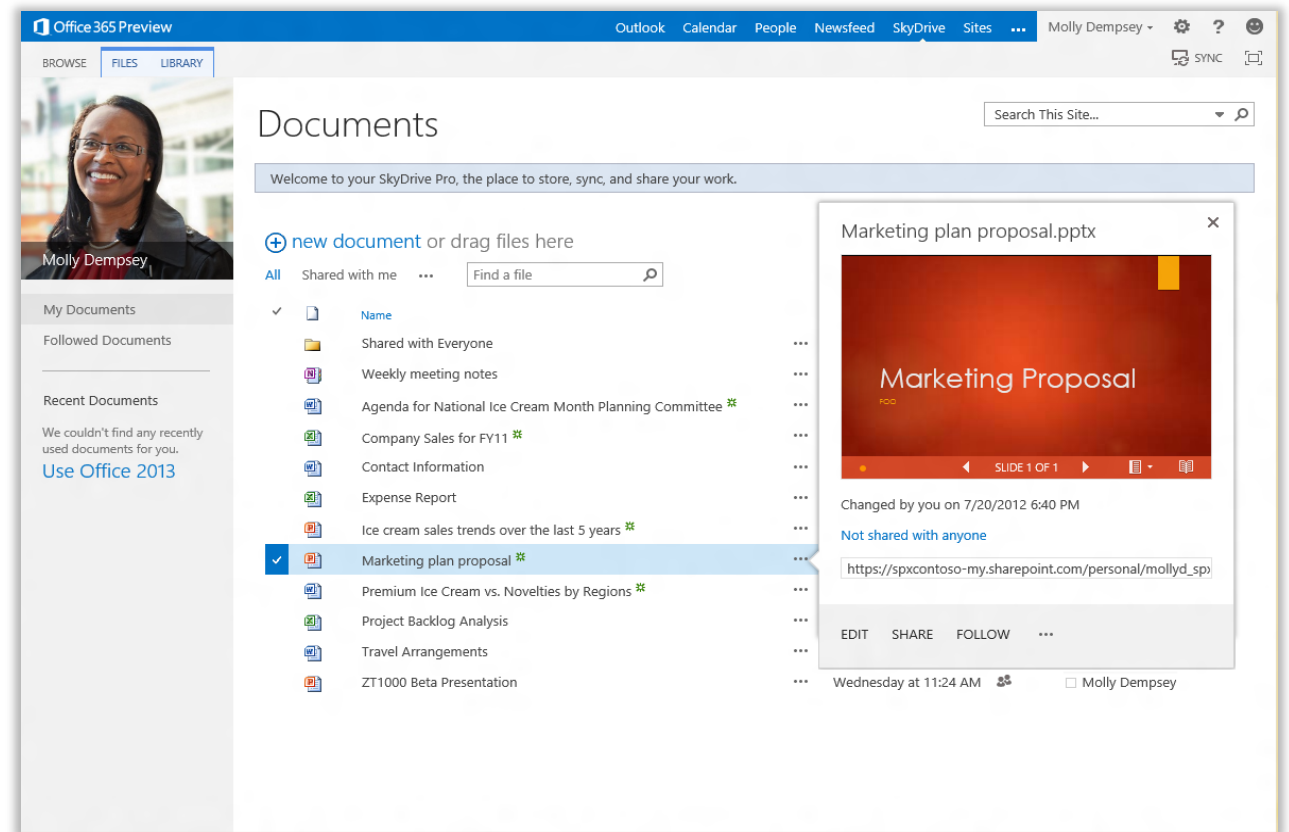 Office 365 Preview
Outlook Calendar People Newsfeed SkyDrive Sites ... Molly Dempsey ?
BROWSE FILES LIBRARY SYNC
Molly Dempsey
My Documents
Followed Documents
Recent Documents
We couldn't find any recently
used documents for you.
Use Office 2013
Documents
Search This Site...
Welcome to your SkyDrive Pro, the place to store, sync, and share your work.
new document or drag files here
All Shared with me ... Find a file
Name
Shared with Everyone ...
Weekly meeting notes ...
Agenda for National Ice Cream Month Planning Committee ...
Company Sales for FY11 ...
Contact Information ...
Expense Report ...
Ice cream sales trends over the last 5 years ...
Marketing plan proposal ...
Premium Ice Cream vs. Novelties by Regions ...
Project Backlog Analysis ...
Travel Arrangements ...
ZT1000 Beta Presentation ... Wednesday at 11:24 AM Molly Dempsey
Marketing plan proposal.pptx
Marketing Proposal
FOO
SLIDE 1 OF 1
Changed by you on 7/20/2012 6:40 PM
Not shared with anyone
https://spxcontoso-my.sharepoint.com/personal/mollyd_spx
EDIT SHARE FOLLOW ...